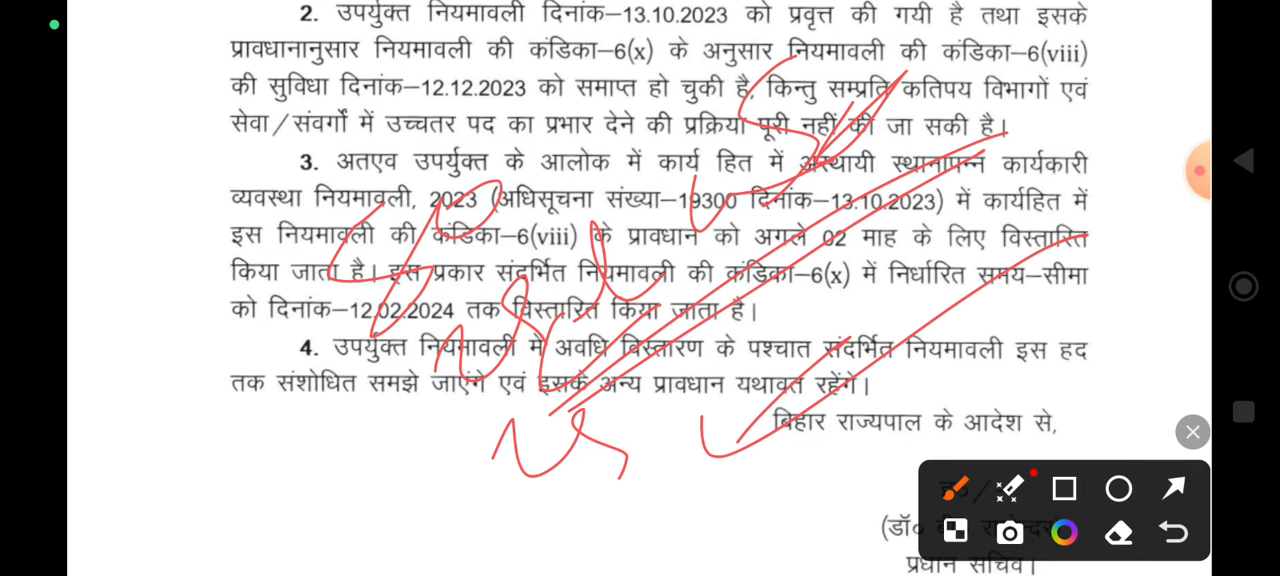 2. उपर्युक्त नियमावली दिनांक–13.10.2023 को प्रवृत्त की गयी है तथा इसके
प्रावधानानुसार नियमावली की कंडिका–6(x) के अनुसार नियमावली की कंडिका–6(viii)
की सुविधा दिनांक–12.12.2023 को समाप्त हो चुकी है, किन्तु सम्प्रति कतिपय विभागों एवं
सेवा/संवर्गों में उच्चतर पद का प्रभार देने की प्रक्रिया पूरी नहीं की जा सकी है।
3. अतएव उपर्युक्त के आलोक में कार्य हित में अस्थायी स्थानापन्न कार्यकारी
व्यवस्था नियमावली, 2023 (अधिसूचना संख्या–19300 दिनांक–13.10.2023) में कार्यहित में
इस नियमावली की कंडिका–6(viii) के प्रावधान को अगले 02 माह के लिए विस्तारित
किया जाता है। इस प्रकार संदर्भित नियमावली की कंडिका–6(x) में निर्धारित समय–सीमा
को दिनांक–12.02.2024 तक विस्तारित किया जाता है।
4. उपर्युक्त नियमावली में अवधि विस्तारण के पश्चात संदर्भित नियमावली इस हद
तक संशोधित समझे जाएंगे एवं इसके अन्य प्रावधान यथावत रहेंगे।
बिहार राज्यपाल के आदेश से,
(डॉ०
प्रधान सचिव।